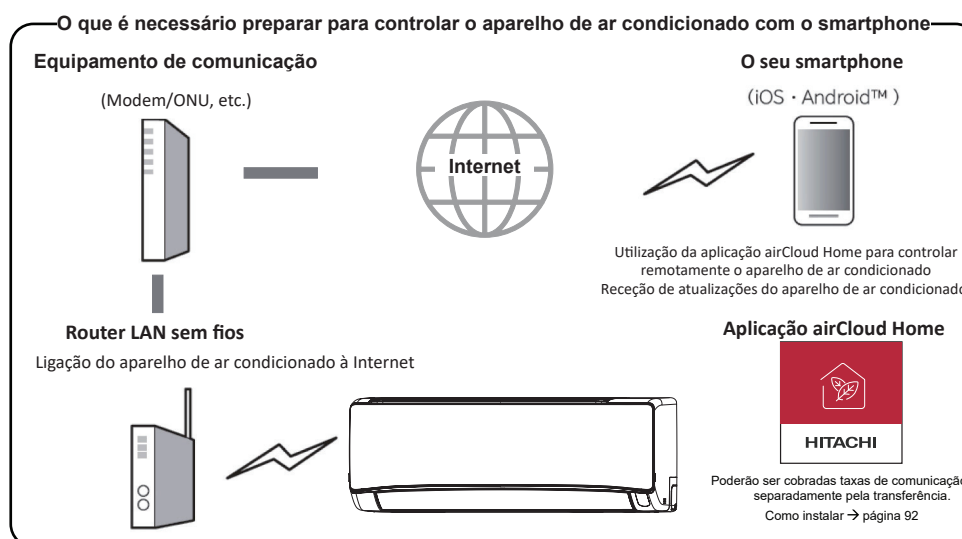 O que é necessário preparar para controlar o aparelho de ar condicionado com o smartphone
Equipamento de comunicação
(Modem/ONU, etc.)
Internet
O seu smartphone
(iOS · Android™ )
Utilização da aplicação airCloud Home para controlar
remotamente o aparelho de ar condicionado
Receção de atualizações do aparelho de ar condicionado
Router LAN sem fios
Ligação do aparelho de ar condicionado à Internet
Aplicação airCloud Home
HITACHI
Poderão ser cobradas taxas de comunicação
separadamente pela transferência.
Como instalar → página 92